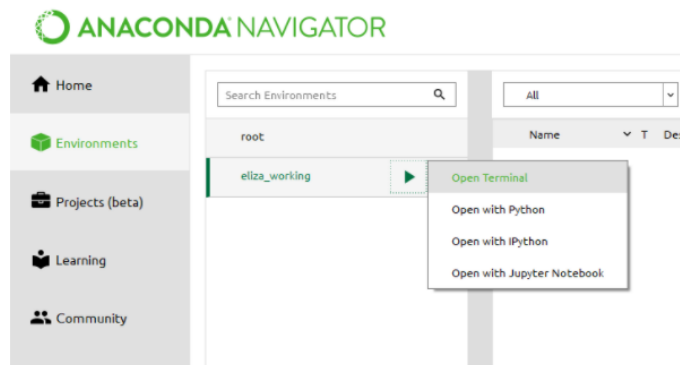 ANACONDA NAVIGATOR
Home
Environments
Projects (beta)
Learning
Community
Search Environments
root
eliza_working
All
Name T Des
Open Terminal
Open with Python
Open with IPython
Open with Jupyter Notebook